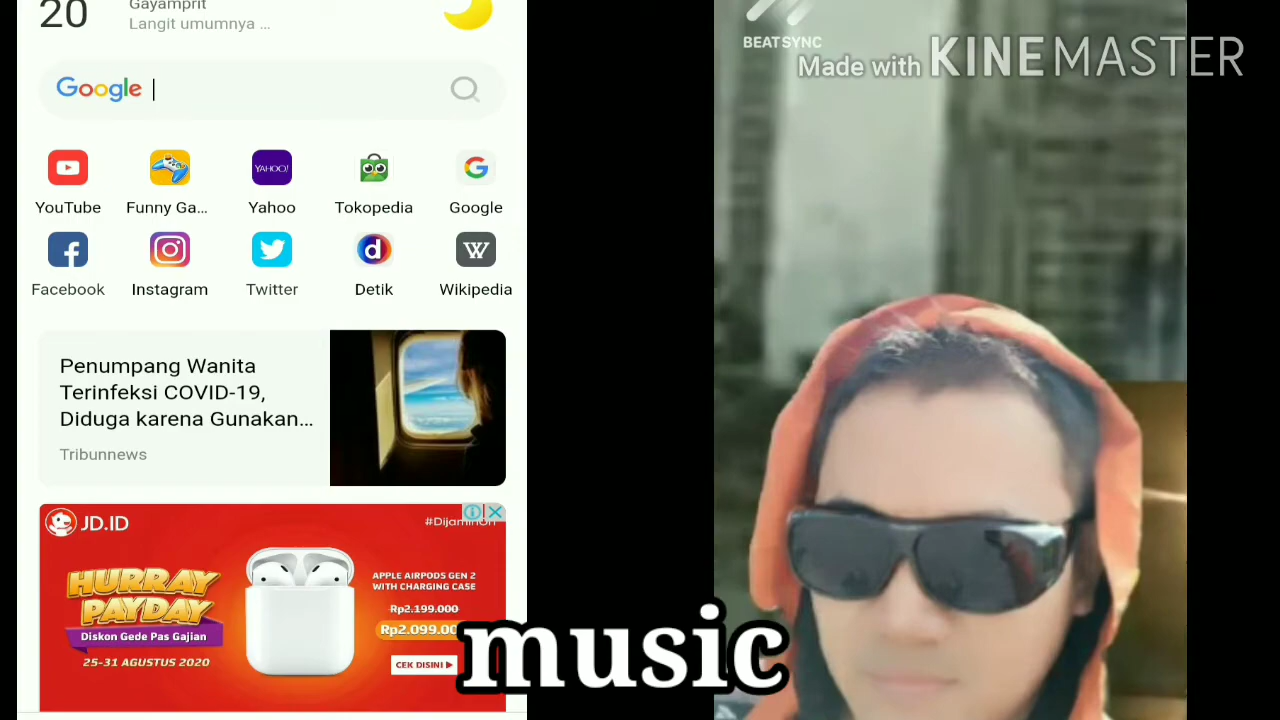 20
Gayamprit
Langit umumnya ...
Google
YouTube
Funny Ga...
Yahoo
Tokopedia
Google
Facebook
Instagram
Twitter
Detik
Wikipedia
YAHOO!
Penumpang Wanita
Terinfeksi COVID-19,
Diduga karena Gunakan...
Tribunnews
JD.ID
#DijaminOri
HURRAY
PAYDAY
Diskon Gede Pas Gajian
25-31 AGUSTUS 2020
APPLE AIRPODS GEN 2
WITH CHARGING CASE
Rp2.199.000
Rp2.099.00
CEK DISINI
music
BEATSYNC
Made with KINEMASTER